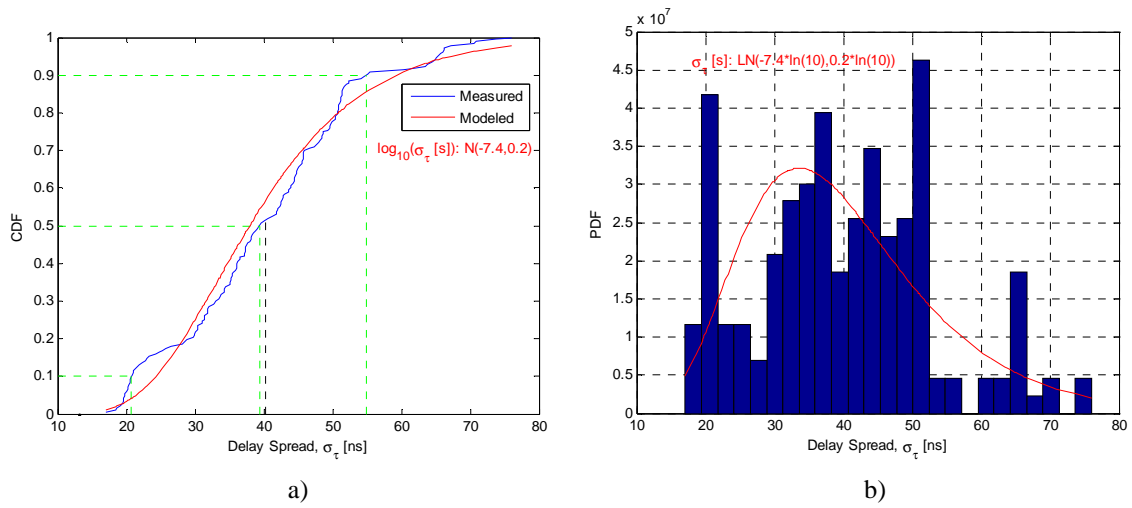 1
0.9
0.8
0.7
0.6
0.5
0.4
0.3
0.2
0.1
0
CDF
Measured
Modeled
log10(στ [s]): N(-7.4,0.2)
10 20 30 40 50 60 70 80
Delay Spread, στ [ns]
a)
x 10^7
5
4.5
4
3.5
3
2.5
2
1.5
1
0.5
0
PDF
στ [s]: LN(-7.4*ln(10),0.2*ln(10))
10 20 30 40 50 60 70 80
Delay Spread, στ [ns]
b)